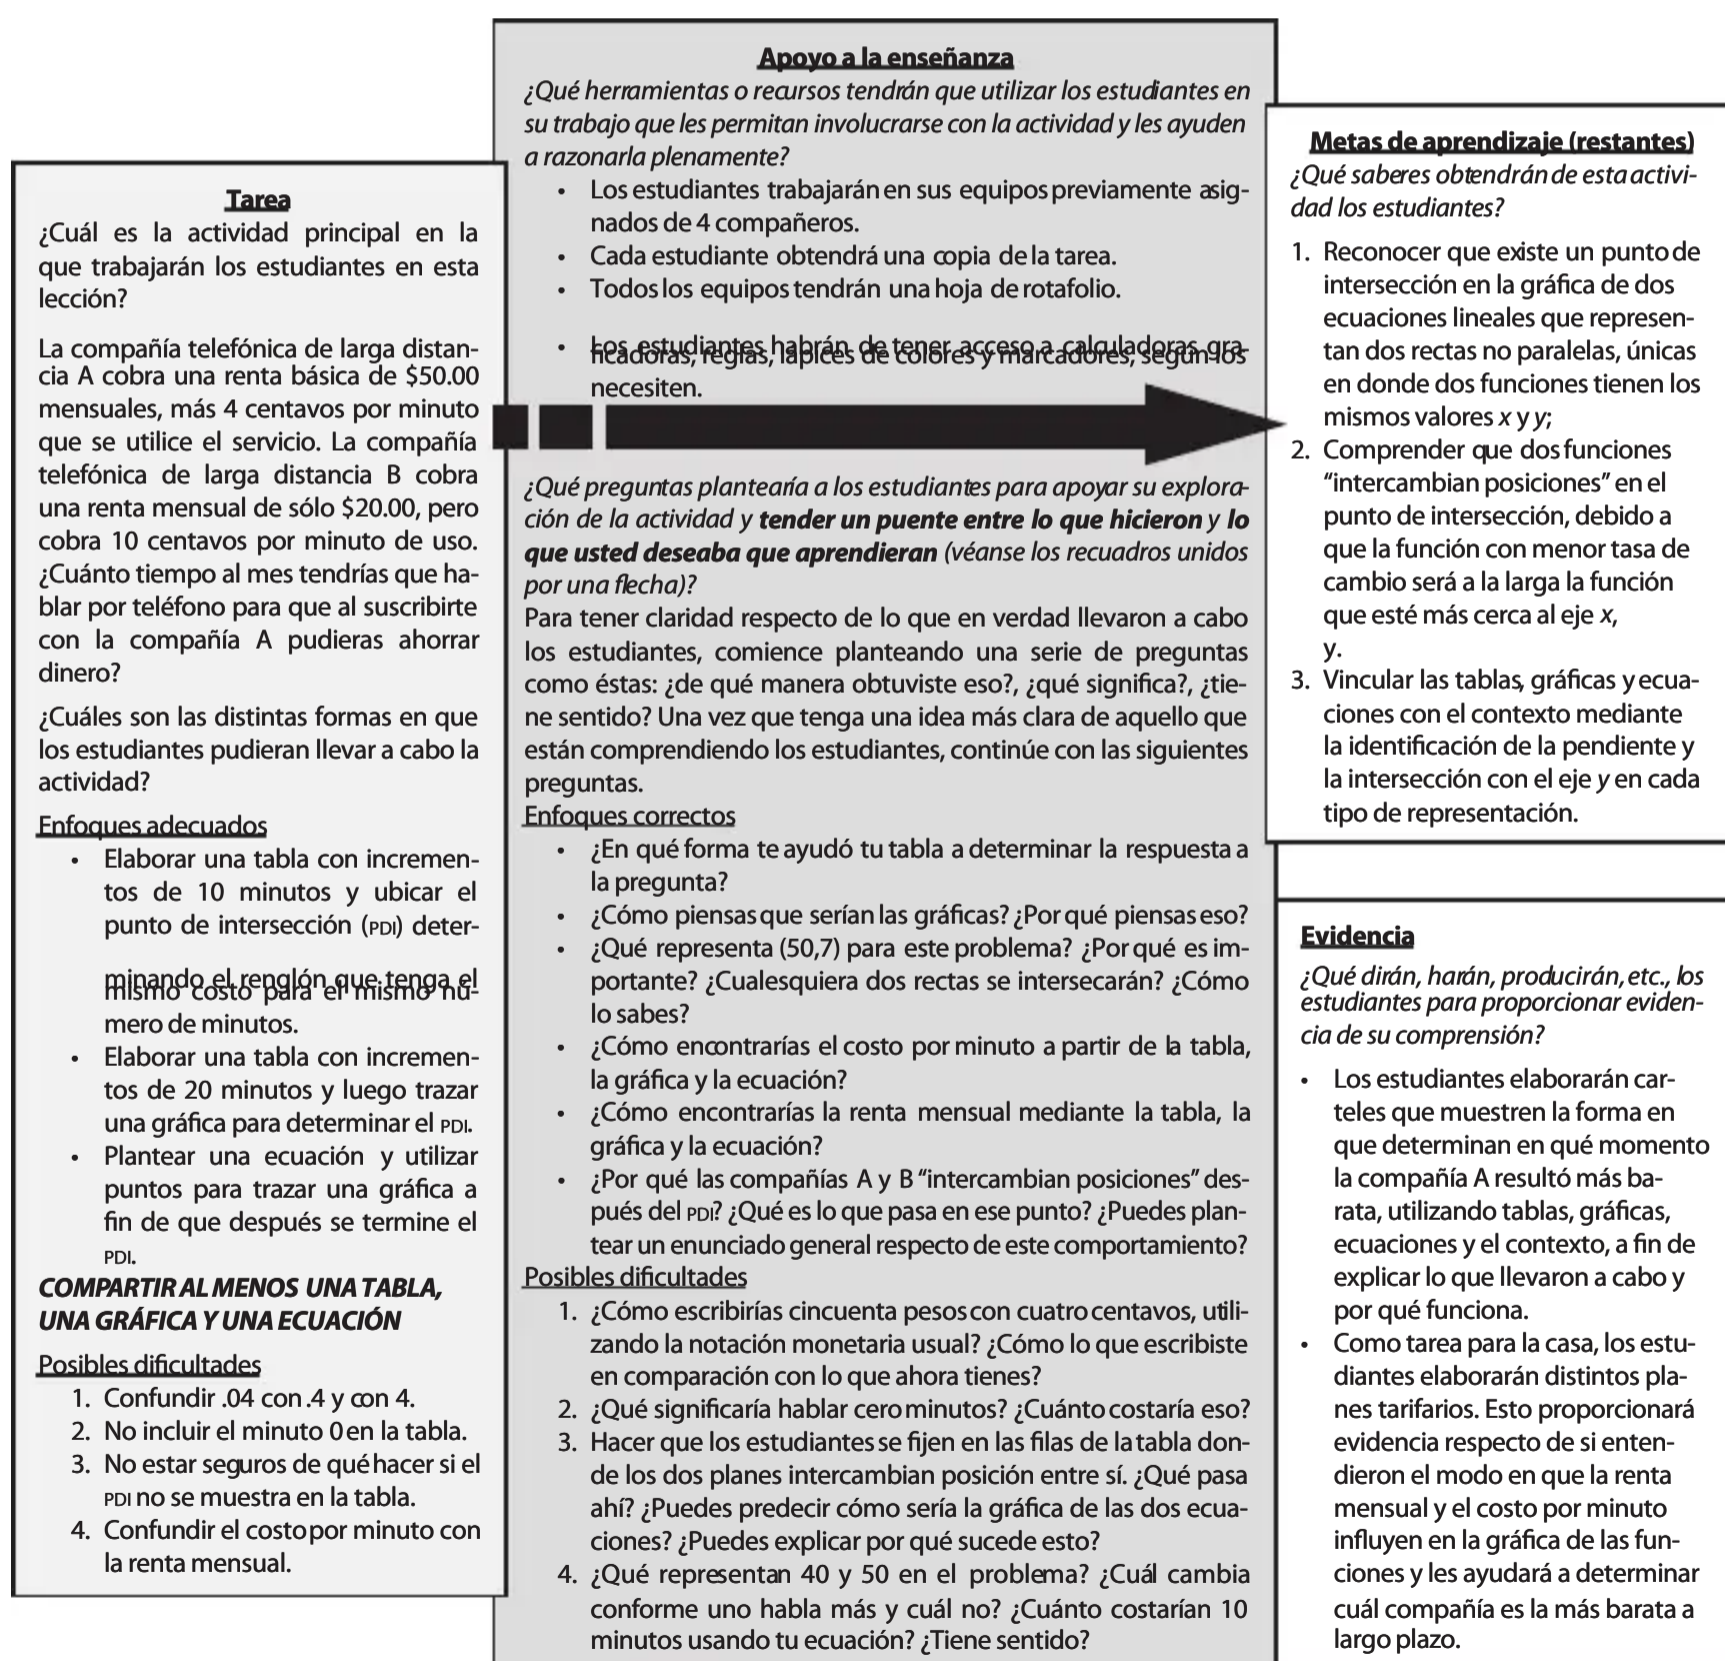 Tarea
¿Cuál es la actividad principal en la
que trabajarán los estudiantes en esta
lección?
La compañía telefónica de larga distan-
cia A cobra una renta básica de $50.00
mensuales, más 4 centavos por minuto
que se utilice el servicio. La compañía
telefónica de larga distancia B cobra
una renta mensual de sólo $20.00, pero
cobra 10 centavos por minuto de uso.
¿Cuánto tiempo al mes tendrías que ha-
blar por teléfono para que al suscribirte
con la compañía A pudieras ahorrar
dinero?
¿Cuáles son las distintas formas en que
los estudiantes pudieran llevar a cabo la
actividad?
Enfoques adecuados
• Elaborar una tabla con incremen-
tos de 10 minutos y ubicar el
punto de intersección (PDI) deter-
minando el renglón que tenga el
mismo costo para el mismo nú-
mero de minutos.
• Elaborar una tabla con incremen-
tos de 20 minutos y luego trazar
una gráfica para determinar el PDI.
• Plantear una ecuación y utilizar
puntos para trazar una gráfica a
fin de que después se termine el
PDI.
COMPARTIR AL MENOS UNA TABLA,
UNA GRÁFICA Y UNA ECUACIÓN
Posibles dificultades
1. Confundir .04 con .4 y con 4.
2. No incluir el minuto 0 en la tabla.
3. No estar seguros de qué hacer si el
PDI no se muestra en la tabla.
4. Confundir el costo por minuto con
la renta mensual.
Apoyo a la enseñanza
¿Qué herramientas o recursos tendrán que utilizar los estudiantes en
su trabajo que les permitan involucrarse con la actividad y les ayuden
a razonarla plenamente?
• Los estudiantes trabajarán en sus equipos previamente asig-
nados de 4 compañeros.
• Cada estudiante obtendrá una copia de la tarea.
• Todos los equipos tendrán una hoja de rotafolio.
• Los estudiantes habrán de tener acceso a calculadoras gra-
ficadoras, reglas, lápices de colores y marcadores, según los
necesiten.
¿Qué preguntas plantearía a los estudiantes para apoyar su explora-
ción de la actividad y tender un puente entre lo que hicieron y lo
que usted deseaba que aprendieran (véanse los recuadros unidos
por una flecha)?
Para tener claridad respecto de lo que en verdad llevaron a cabo
los estudiantes, comience planteando una serie de preguntas
como éstas: ¿de qué manera obtuviste eso?, ¿qué significa?, ¿tie-
ne sentido? Una vez que tenga una idea más clara de aquello que
están comprendiendo los estudiantes, continúe con las siguientes
preguntas.
Enfoques correctos
• ¿En qué forma te ayudó tu tabla a determinar la respuesta a
la pregunta?
• ¿Cómo piensas que serían las gráficas? ¿Por qué piensas eso?
• ¿Qué representa (50,7) para este problema? ¿Por qué es im-
portante? ¿Cualesquiera dos rectas se intersecarán? ¿Cómo
lo sabes?
• ¿Cómo encontrarías el costo por minuto a partir de la tabla,
la gráfica y la ecuación?
• ¿Cómo encontrarías la renta mensual mediante la tabla, la
gráfica y la ecuación?
• ¿Por qué las compañías A y B "intercambian posiciones" des-
pués del PDI? ¿Qué es lo que pasa en ese punto? ¿Puedes plan-
tear un enunciado general respecto de este comportamiento?
Posibles dificultades
1. ¿Cómo escribirías cincuenta pesos con cuatro centavos, utili-
zando la notación monetaria usual? ¿Cómo lo que escribiste
en comparación con lo que ahora tienes?
2. ¿Qué significaría hablar cero minutos? ¿Cuánto costaría eso?
3. Hacer que los estudiantes se fijen en las filas de la tabla don-
de los dos planes intercambian posición entre sí. ¿Qué pasa
ahí? ¿Puedes predecir cómo sería la gráfica de las dos ecua-
ciones? ¿Puedes explicar por qué sucede esto?
4. ¿Qué representan 40 y 50 en el problema? ¿Cuál cambia
conforme uno habla más y cuál no? ¿Cuánto costarían 10
minutos usando tu ecuación? ¿Tiene sentido?
Metas de aprendizaje (restantes)
¿Qué saberes obtendrán de esta activi-
dad los estudiantes?
1. Reconocer que existe un punto de
intersección en la gráfica de dos
ecuaciones lineales que represen-
tan dos rectas no paralelas, únicas
en donde dos funciones tienen los
mismos valores x y y;
2. Comprender que dos funciones
"intercambian posiciones" en el
punto de intersección, debido a
que la función con menor tasa de
cambio será a la larga la función
que esté más cerca al eje x,
y.
3. Vincular las tablas, gráficas y ecua-
ciones con el contexto mediante
la identificación de la pendiente y
la intersección con el eje y en cada
tipo de representación.
Evidencia
¿Qué dirán, harán, producirán, etc., los
estudiantes para proporcionar eviden-
cia de su comprensión?
• Los estudiantes elaborarán car-
teles que muestren la forma en
que determinan en qué momento
la compañía A resultó más ba-
rata, utilizando tablas, gráficas,
ecuaciones y el contexto, a fin de
explicar lo que llevaron a cabo y
por qué funciona.
• Como tarea para la casa, los estu-
diantes elaborarán distintos pla-
nes tarifarios. Esto proporcionará
evidencia respecto de si enten-
dieron el modo en que la renta
mensual y el costo por minuto
influyen en la gráfica de las fun-
ciones y les ayudará a determinar
cuál compañía es la más barata a
largo plazo.